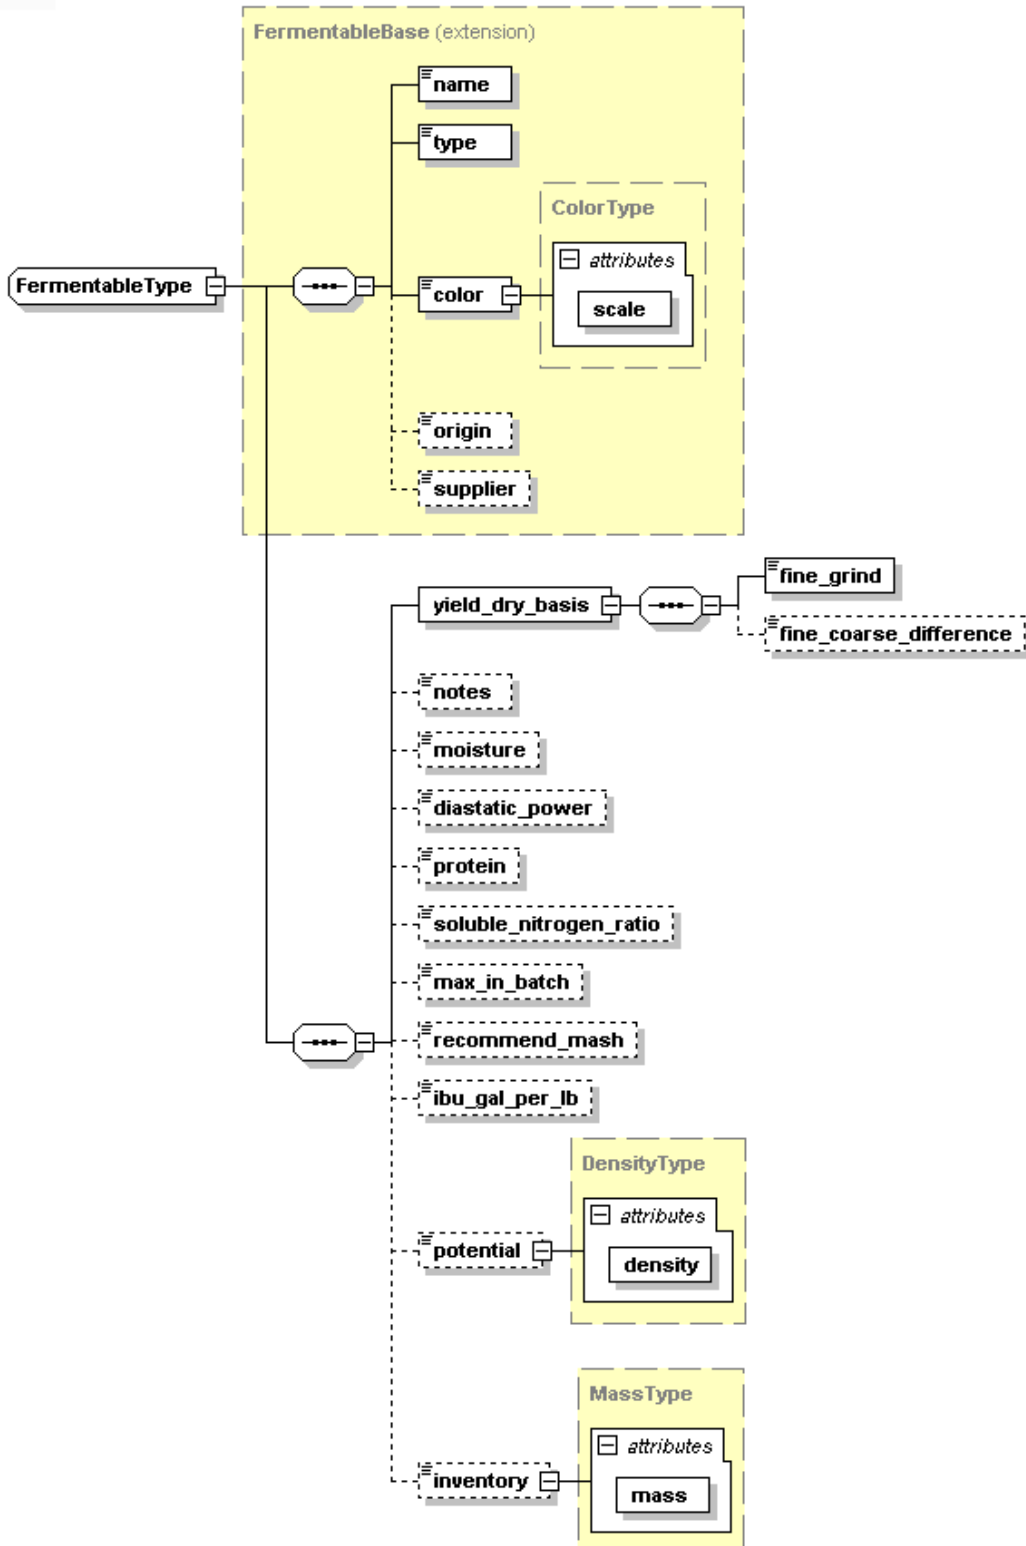 FermentableBase (extension)
name
type
ColorType
attributes
FermentableType
color
scale
origin
supplier
fine_grind
yield_dry_basis
fine_coarse_difference
notes
moisture
diastatic_power
protein
soluble_nitrogen_ratio
max_in_batch
recommend_mash
ibu_gal_per_lb
DensityType
attributes
potential
density
MassType
attributes
inventory
mass